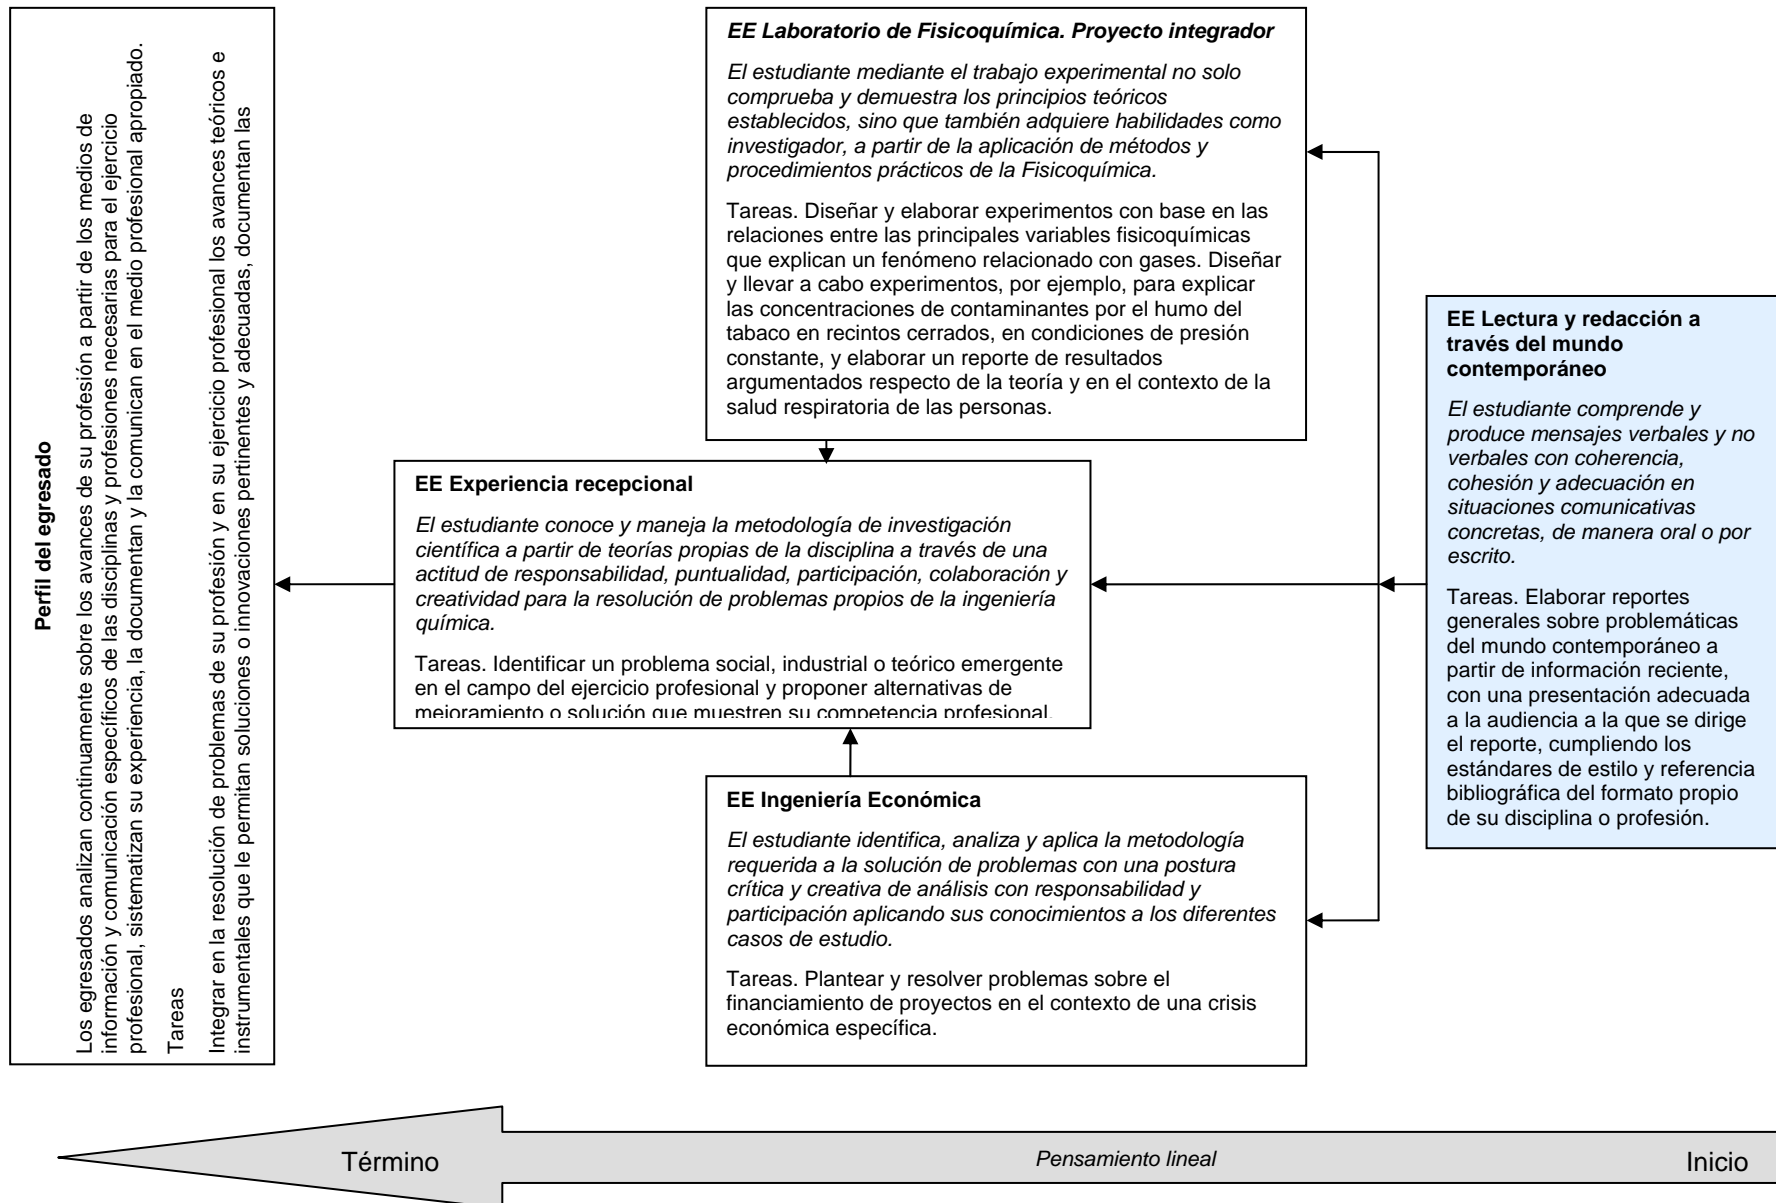 Perfil del egresado
Los egresados analizan continuamente sobre los avances de su profesión a partir de los medios de
información y comunicación específicos de las disciplinas y profesiones necesarias para el ejercicio
profesional, sistematizan su experiencia, la documentan y la comunican en el medio profesional apropiado.
Tareas
Integrar en la resolución de problemas de su profesión y en su ejercicio profesional los avances teóricos e
instrumentales que le permitan soluciones o innovaciones pertinentes y adecuadas, documentan las
EE Laboratorio de Fisicoquímica. Proyecto integrador
El estudiante mediante el trabajo experimental no solo
comprueba y demuestra los principios teóricos
establecidos, sino que también adquiere habilidades como
investigador, a partir de la aplicación de métodos y
procedimientos prácticos de la Fisicoquímica.
Tareas. Diseñar y elaborar experimentos con base en las
relaciones entre las principales variables fisicoquímicas
que explican un fenómeno relacionado con gases. Diseñar
y llevar a cabo experimentos, por ejemplo, para explicar
las concentraciones de contaminantes por el humo del
tabaco en recintos cerrados, en condiciones de presión
constante, y elaborar un reporte de resultados
argumentados respecto de la teoría y en el contexto de la
salud respiratoria de las personas.
EE Experiencia recepcional
El estudiante conoce y maneja la metodología de investigación
científica a partir de teorías propias de la disciplina a través de una
actitud de responsabilidad, puntualidad, participación, colaboración y
creatividad para la resolución de problemas propios de la ingeniería
química.
Tareas. Identificar un problema social, industrial o teórico emergente
en el campo del ejercicio profesional y proponer alternativas de
mejoramiento o solución que muestren su competencia profesional.
EE Ingeniería Económica
El estudiante identifica, analiza y aplica la metodología
requerida a la solución de problemas con una postura
crítica y creativa de análisis con responsabilidad y
participación aplicando sus conocimientos a los diferentes
casos de estudio.
Tareas. Plantear y resolver problemas sobre el
financiamiento de proyectos en el contexto de una crisis
económica específica.
EE Lectura y redacción a
través del mundo
contemporáneo
El estudiante comprende y
produce mensajes verbales y no
verbales con coherencia,
cohesión y adecuación en
situaciones comunicativas
concretas, de manera oral o por
escrito.
Tareas. Elaborar reportes
generales sobre problemáticas
del mundo contemporáneo a
partir de información reciente,
con una presentación adecuada
a la audiencia a la que se dirige
el reporte, cumpliendo los
estándares de estilo y referencia
bibliográfica del formato propio
de su disciplina o profesión.
Término
Pensamiento lineal
Inicio